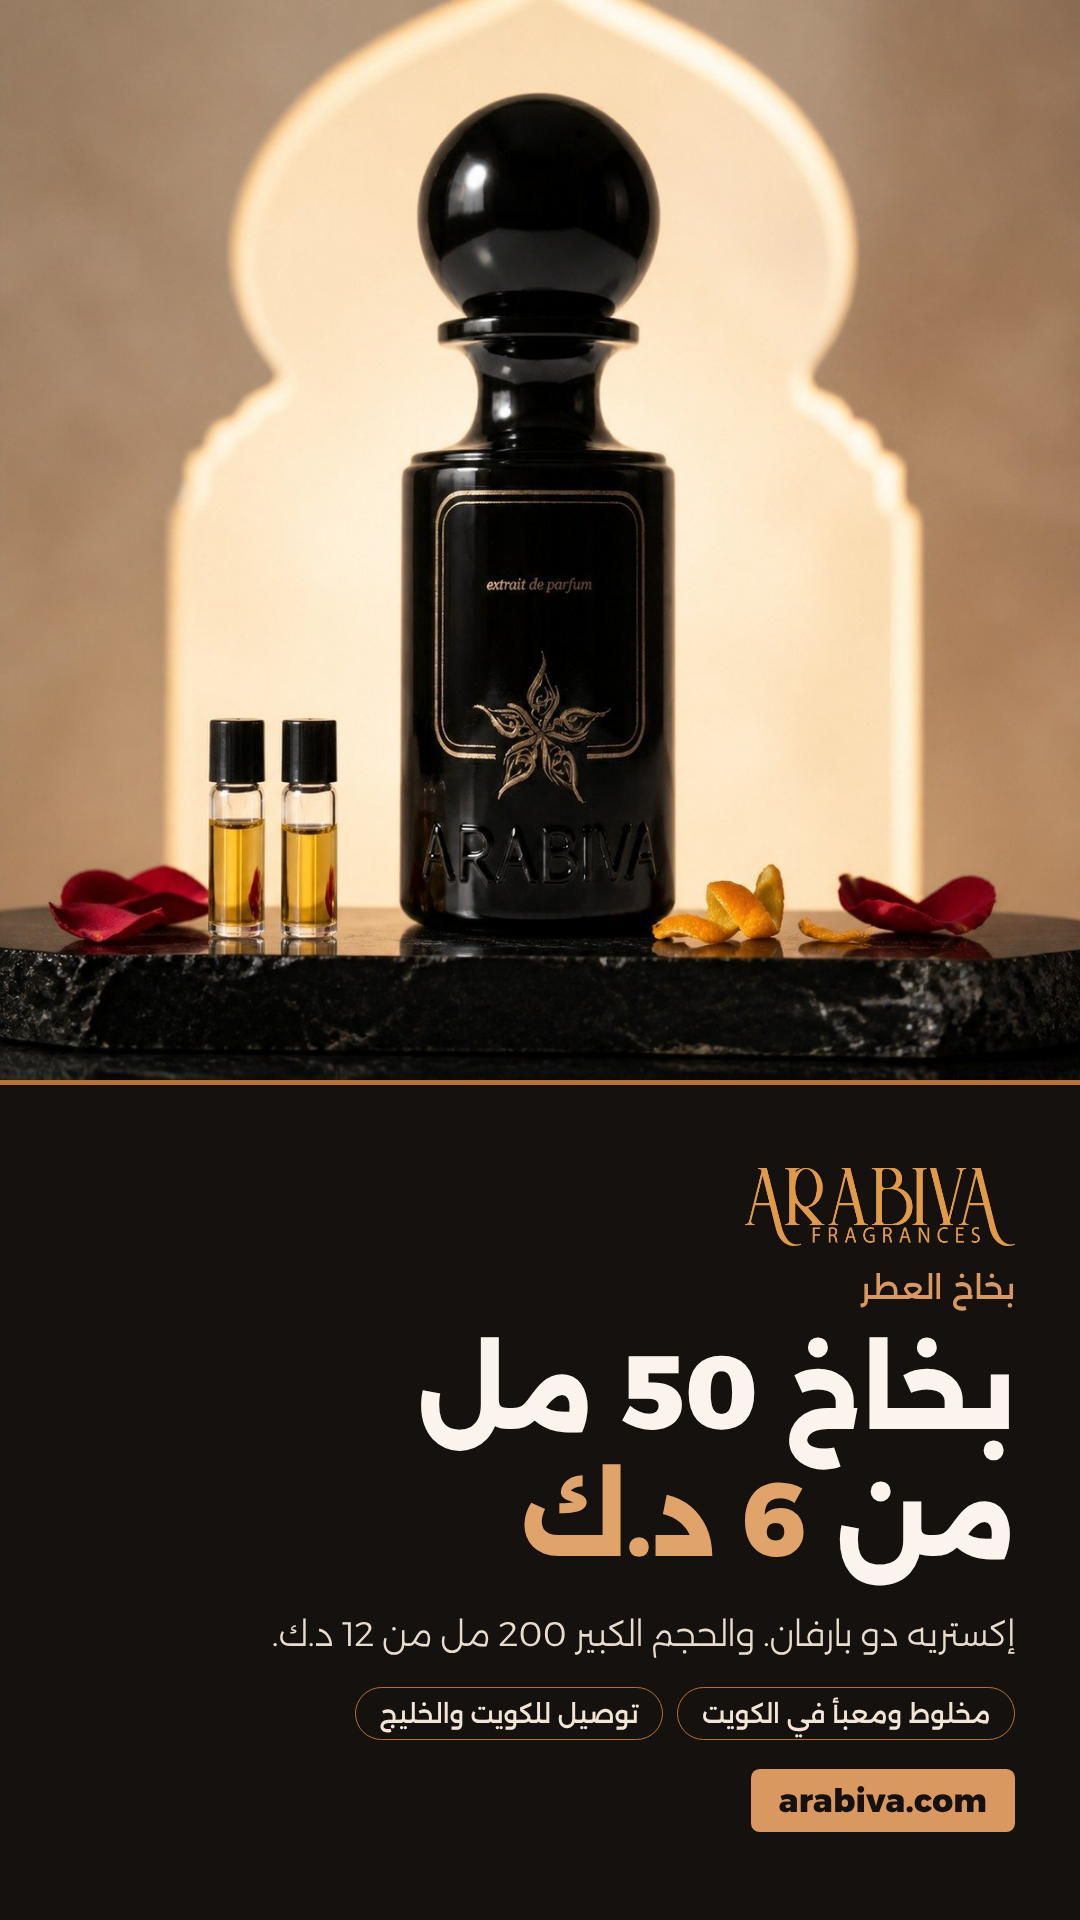 extrait de parfum
ARABIVA
ARABIVA
FRAGRANCES
بخاخ العطر
بخاخ 50 مل
من 6 د.ك
إكستريه دو بارفان. والحجم الكبير 200 مل من 12 د.ك.
مخلوط ومعبأ في الكويت
توصيل للكويت والخليج
arabiva.com